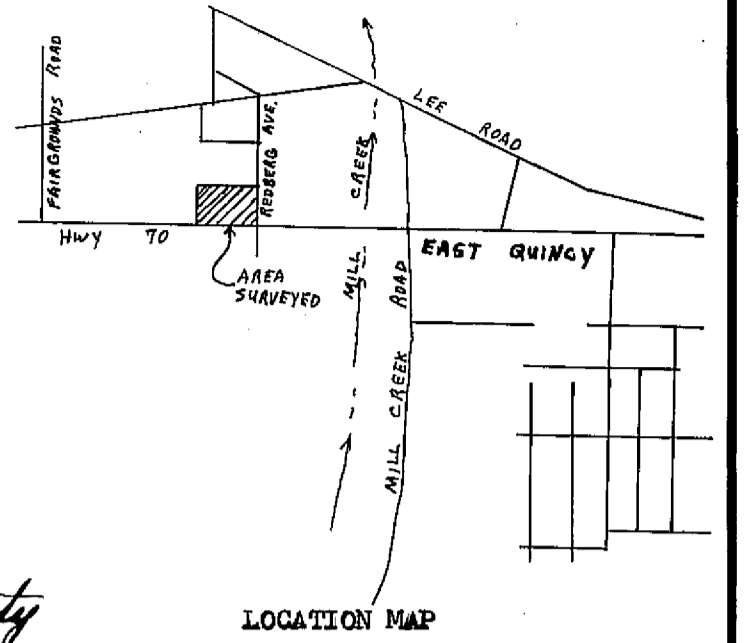 FAIRGROUNDS ROAD
REDBERG AVE.
CREEK
LEE ROAD
HWY 70
MILL
ROAD
EAST QUINCY
AREA
SURVEYED
MILL CREEK
LOCATION MAP